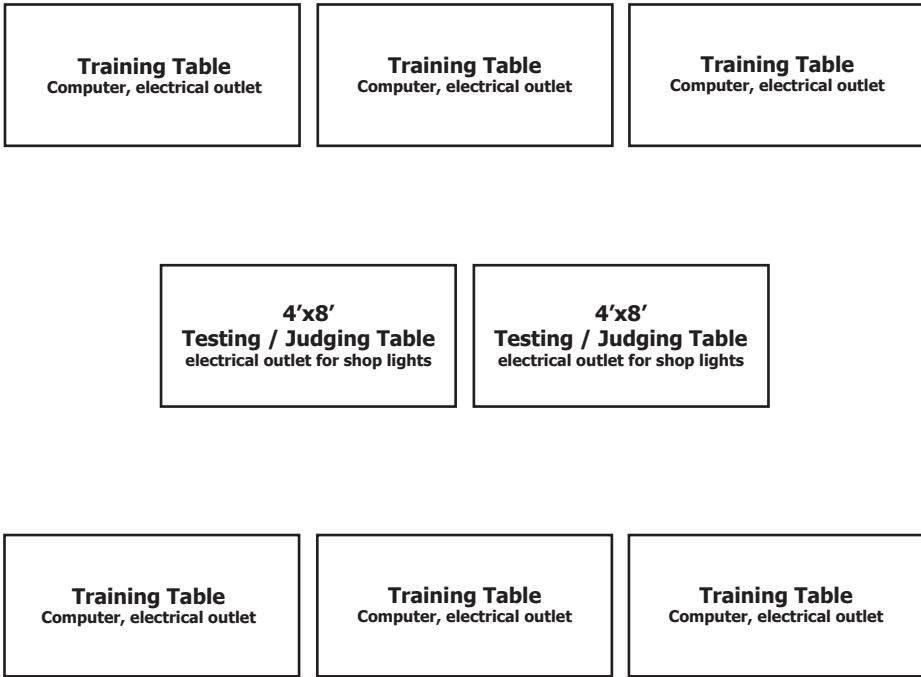 Training Table
Computer, electrical outlet
Training Table
Computer, electrical outlet
Training Table
Computer, electrical outlet
4’x8’
Testing / Judging Table
electrical outlet for shop lights
4’x8’
Testing / Judging Table
electrical outlet for shop lights
Training Table
Computer, electrical outlet
Training Table
Computer, electrical outlet
Training Table
Computer, electrical outlet